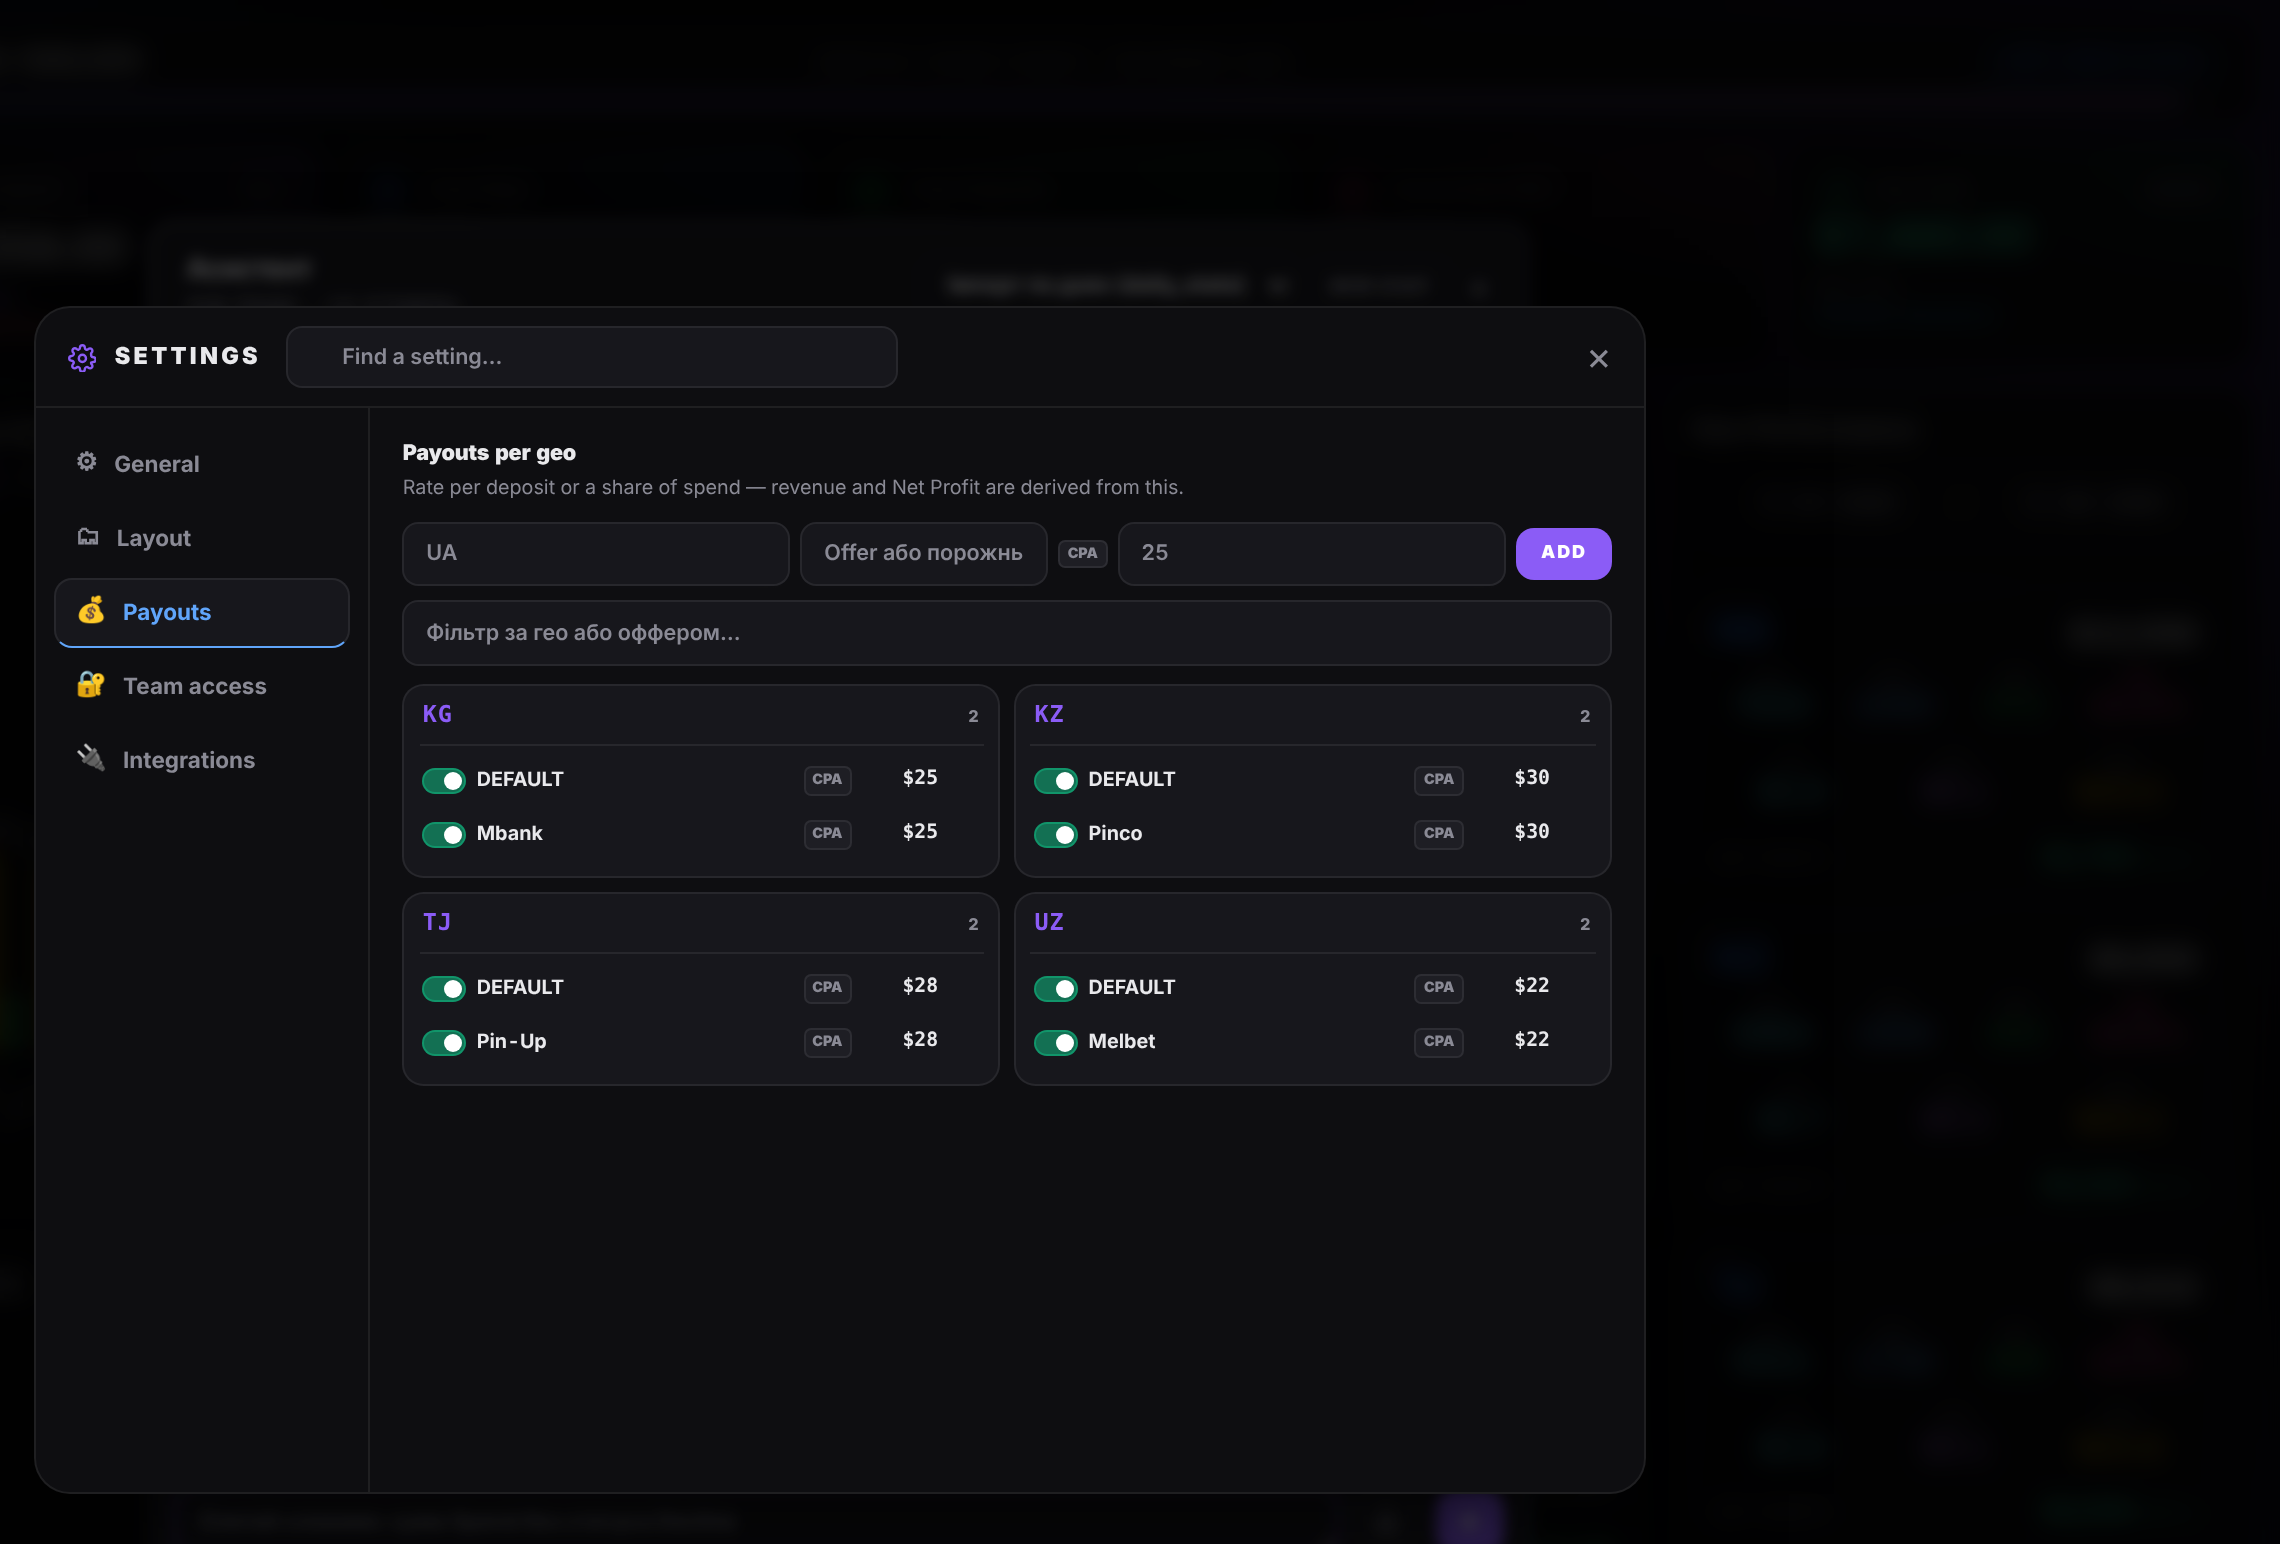 SETTINGS
Find a setting...
General
Layout
Payouts
Team access
Integrations
Payouts per geo
Rate per deposit or a share of spend — revenue and Net Profit are derived from this.
UA
Offer або порожнь
CPA
25
ADD
Фільтр за гео або оффером...
KG 2
DEFAULT CPA $25
Mbank CPA $25
KZ 2
DEFAULT CPA $30
Pinco CPA $30
TJ 2
DEFAULT CPA $28
Pin-Up CPA $28
UZ 2
DEFAULT CPA $22
Melbet CPA $22